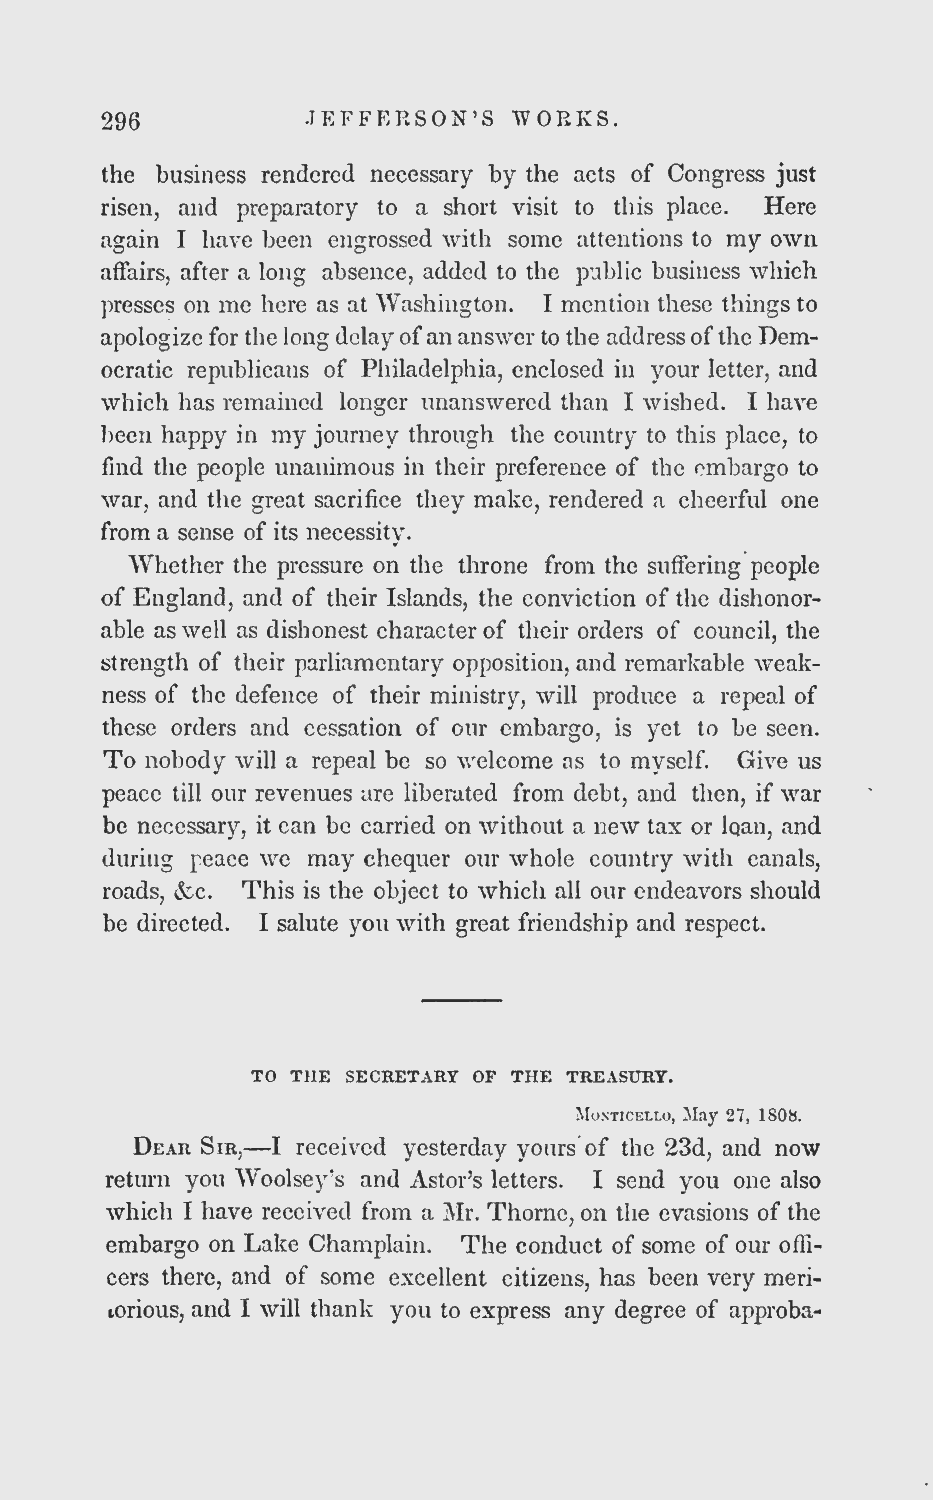 296 JEFFERSON'S WORKS.
the business rendered necessary by the acts of Congress just
risen, and preparatory to a short visit to this place. Here
again I have been engrossed with some attentions to my own
affairs, after a long absence, added to the public business which
presses on me here as at Washington. I mention these things to
apologize for the long delay of an answer to the address of the Dem-
ocratic republicans of Philadelphia, enclosed in your letter, and
which has remained longer unanswered than I wished. I have
been happy in my journey through the country to this place, to
find the people unanimous in their preference of the embargo to
war, and the great sacrifice they make, rendered a cheerful one
from a sense of its necessity.
Whether the pressure on the throne from the suffering people
of England, and of their Islands, the conviction of the dishonor-
able as well as dishonest character of their orders of council, the
strength of their parliamentary opposition, and remarkable weak-
ness of the defence of their ministry, will produce a repeal of
these orders and cessation of our embargo, is yet to be seen.
To nobody will a repeal be so welcome as to myself. Give us
peace till our revenues are liberated from debt, and then, if war
be necessary, it can be carried on without a new tax or loan, and
during peace we may chequer our whole country with canals,
roads, &c. This is the object to which all our endeavors should
be directed. I salute you with great friendship and respect.
TO THE SECRETARY OF THE TREASURY.
MONTICELLO, May 27, 1808.
DEAR SIR,—I received yesterday yours of the 23d, and now
return you Woolsey's and Astor's letters. I send you one also
which I have received from a Mr. Thorne, on the evasions of the
embargo on Lake Champlain. The conduct of some of our offi-
cers there, and of some excellent citizens, has been very meri-
torious, and I will thank you to express any degree of approba-